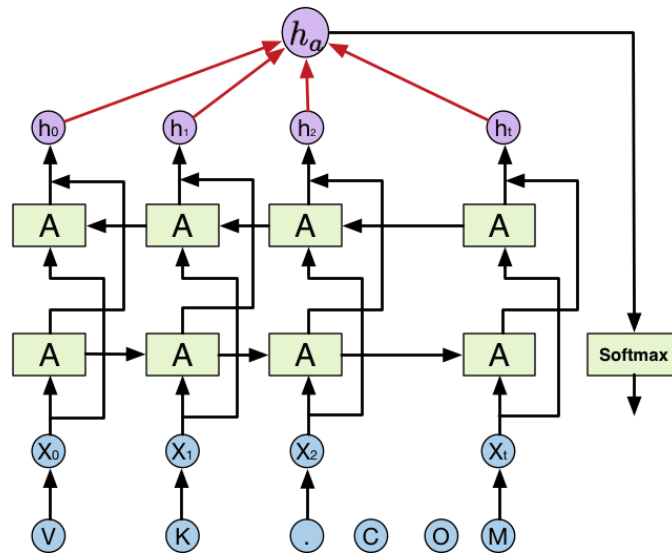 hₐ
h₀ h₁ h₂ hₜ
A A A A
A A A A Softmax
X₀ X₁ X₂ Xₜ
V K . C O M